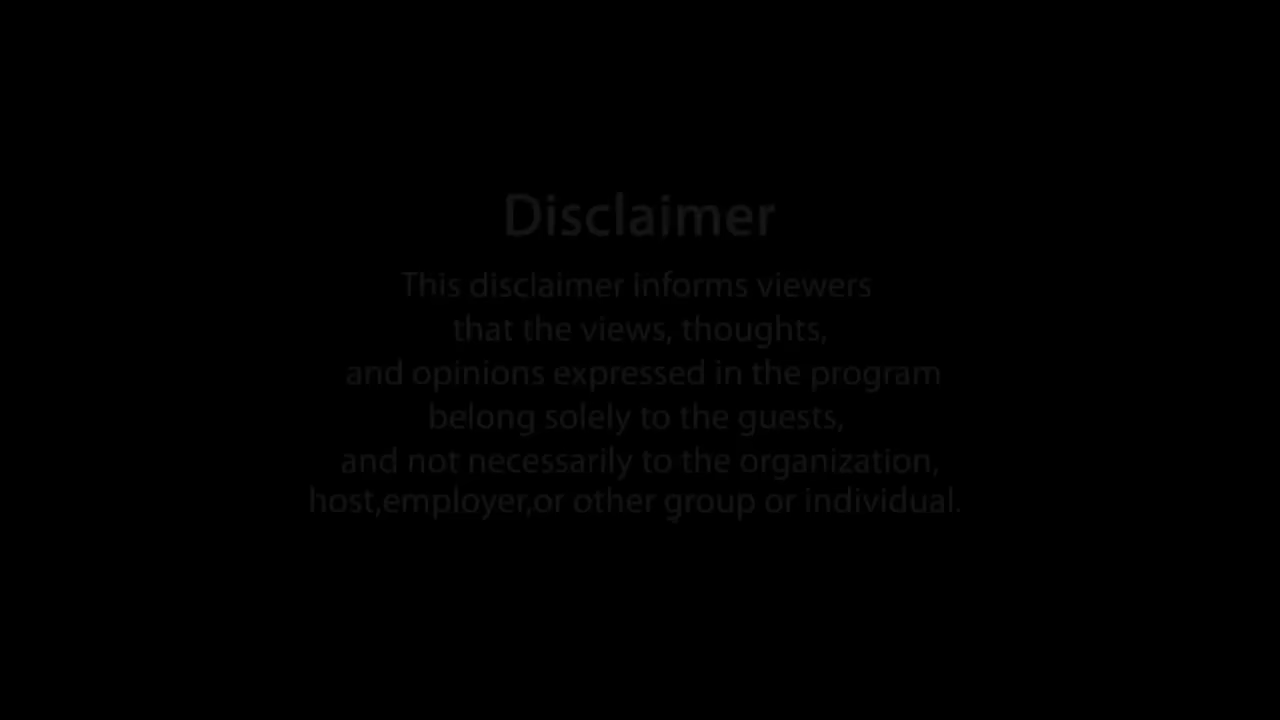 Disclaimer
This disclaimer informs viewers
that the views, thoughts,
and opinions expressed in the program
belong solely to the guests,
and not necessarily to the organization,
host,employer,or other group or individual.